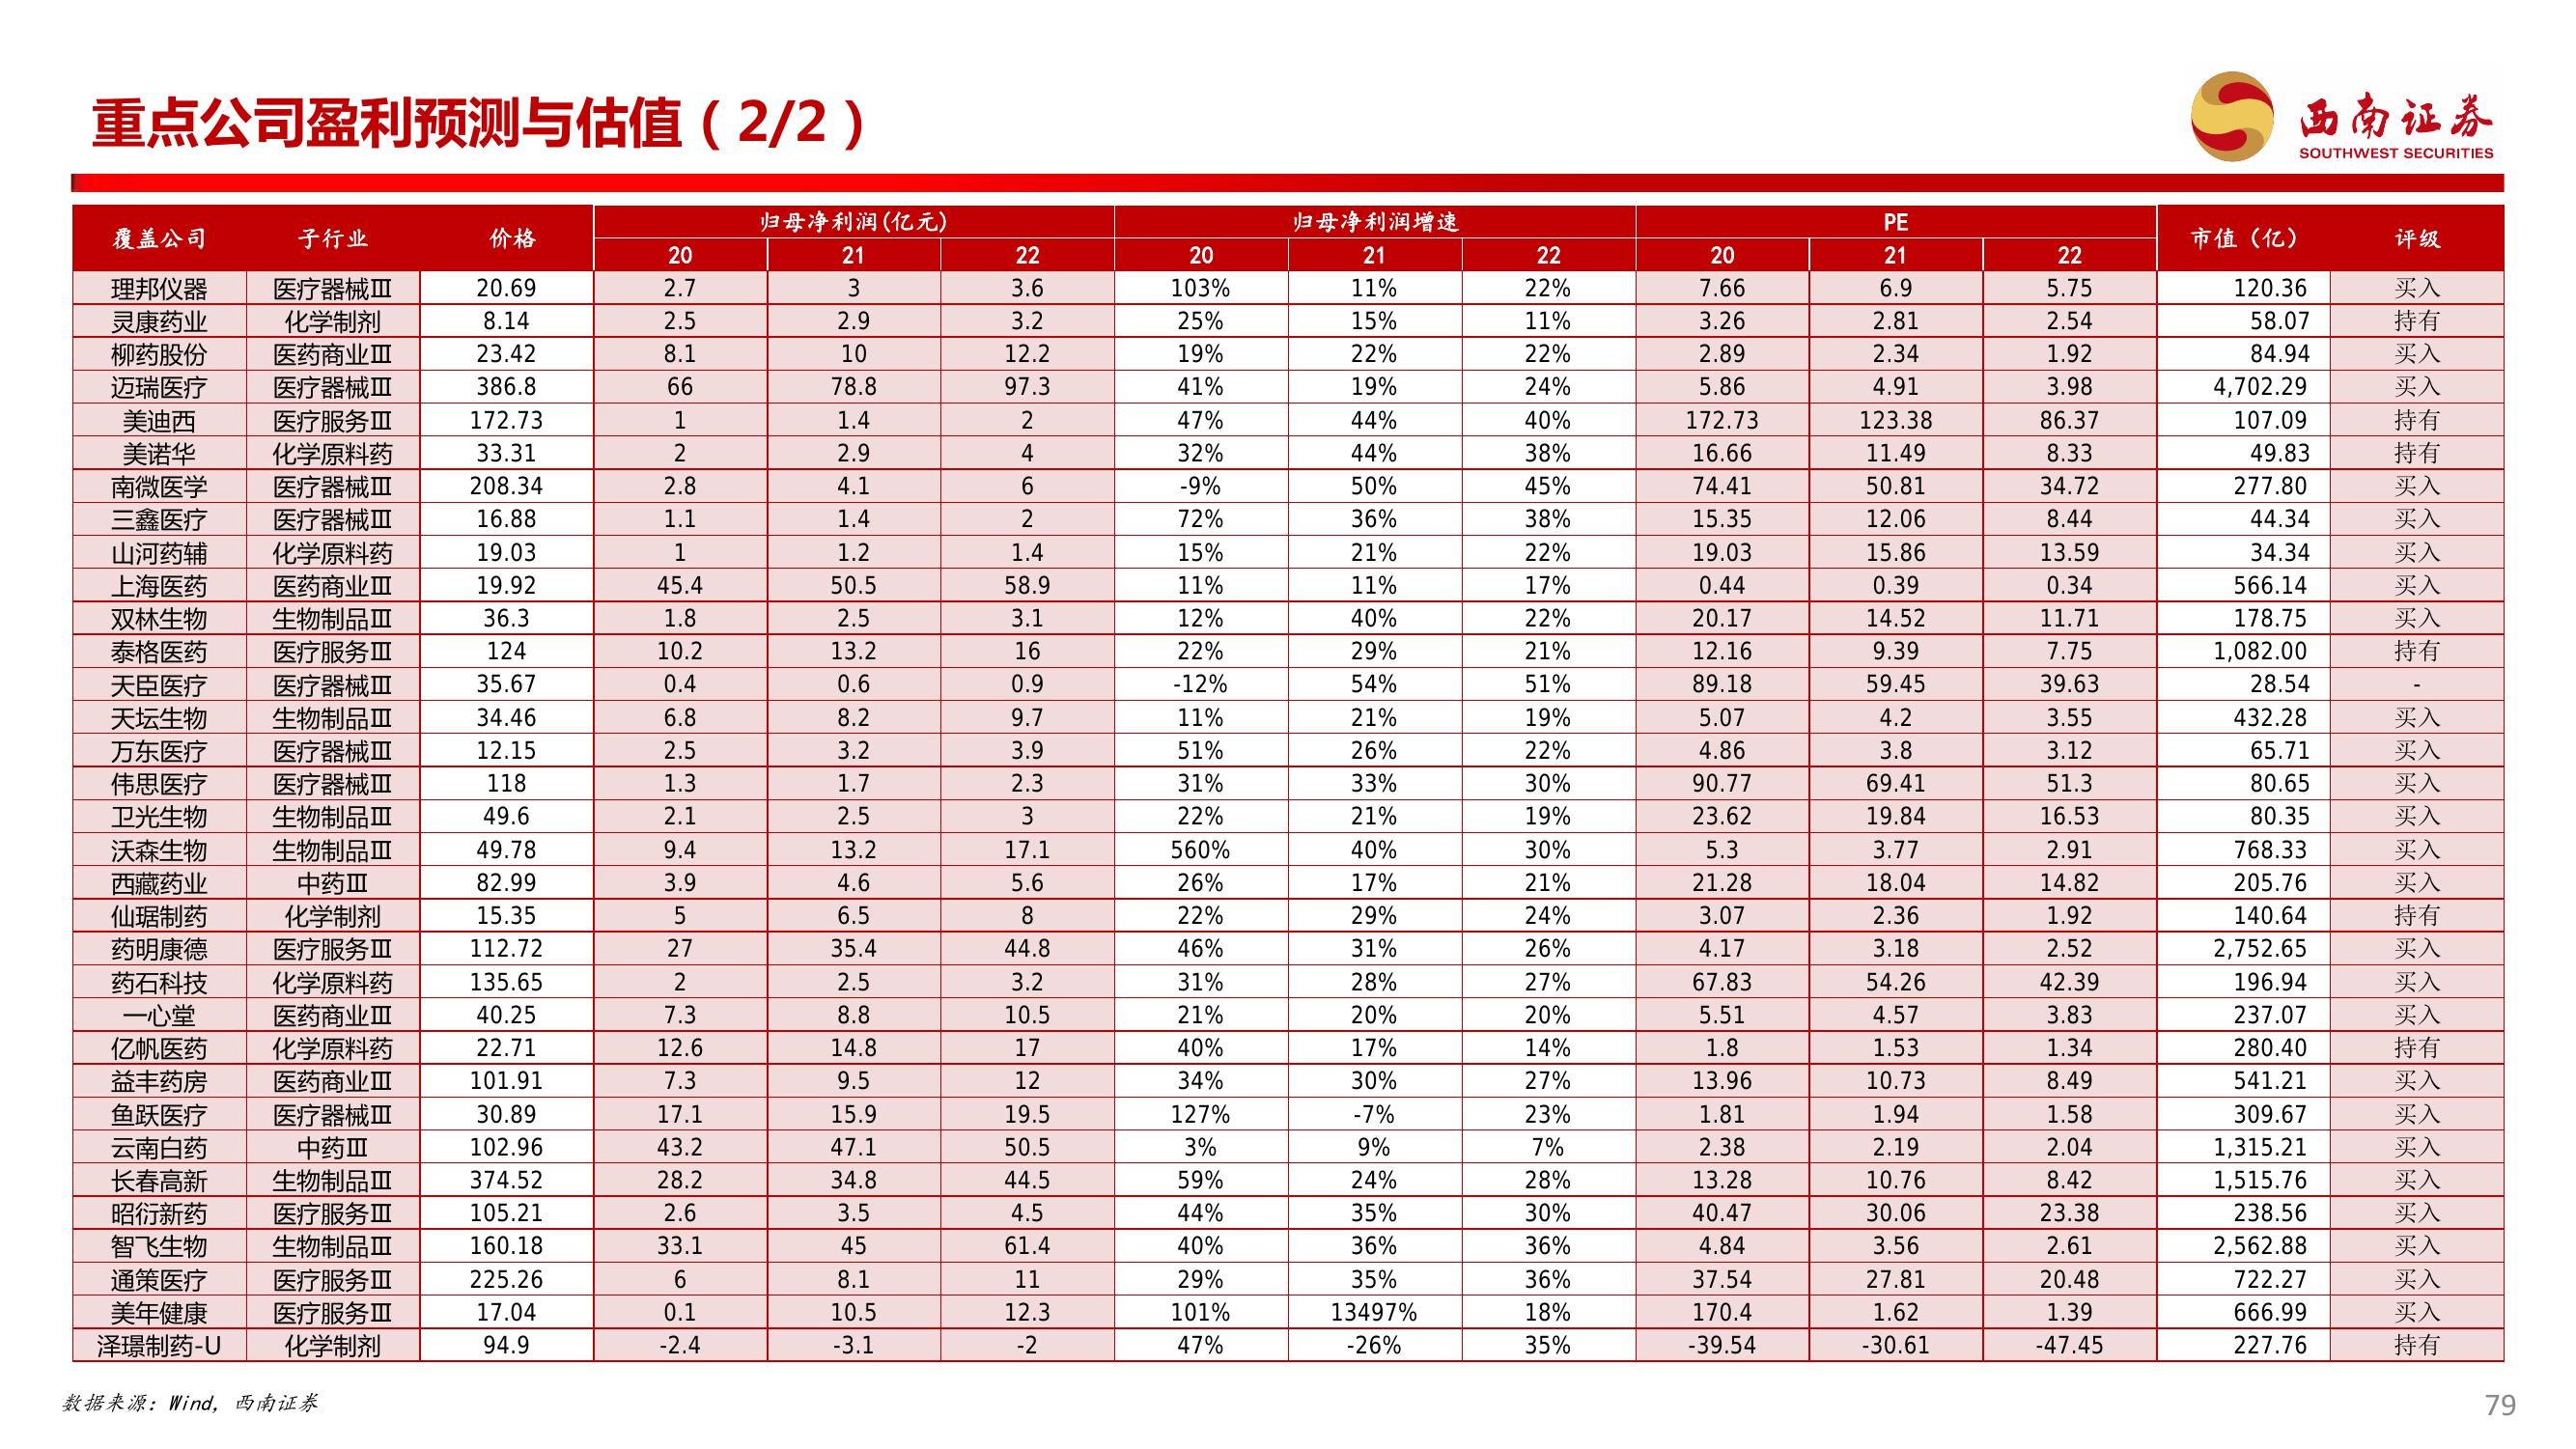 重点公司盈利预测与估值（2/2）
西南证券
SOUTHWEST SECURITIES
覆盖公司 子行业 价格 归母净利润(亿元) 归母净利润增速 PE 市值（亿） 评级
20 21 22 20 21 22 20 21 22
理邦仪器 医疗器械Ⅲ 20.69 2.7 3 3.6 103% 11% 22% 7.66 6.9 5.75 120.36 买入
灵康药业 化学制剂 8.14 2.5 2.9 3.2 25% 15% 11% 3.26 2.81 2.54 58.07 持有
柳药股份 医药商业Ⅲ 23.42 8.1 10 12.2 19% 22% 22% 2.89 2.34 1.92 84.94 买入
迈瑞医疗 医疗器械Ⅲ 386.8 66 78.8 97.3 41% 19% 24% 5.86 4.91 3.98 4,702.29 买入
美迪西 医疗服务Ⅲ 172.73 1 1.4 2 47% 44% 40% 172.73 123.38 86.37 107.09 持有
美诺华 化学原料药 33.31 2 2.9 4 32% 44% 38% 16.66 11.49 8.33 49.83 持有
南微医学 医疗器械Ⅲ 208.34 2.8 4.1 6 -9% 50% 45% 74.41 50.81 34.72 277.80 买入
三鑫医疗 医疗器械Ⅲ 16.88 1.1 1.4 2 72% 36% 38% 15.35 12.06 8.44 44.34 买入
山河药辅 化学原料药 19.03 1 1.2 1.4 15% 21% 22% 19.03 15.86 13.59 34.34 买入
上海医药 医药商业Ⅲ 19.92 45.4 50.5 58.9 11% 11% 17% 0.44 0.39 0.34 566.14 买入
双林生物 生物制品Ⅲ 36.3 1.8 2.5 3.1 12% 40% 22% 20.17 14.52 11.71 178.75 买入
泰格医药 医疗服务Ⅲ 124 10.2 13.2 16 22% 29% 21% 12.16 9.39 7.75 1,082.00 持有
天臣医疗 医疗器械Ⅲ 35.67 0.4 0.6 0.9 -12% 54% 51% 89.18 59.45 39.63 28.54 -
天坛生物 生物制品Ⅲ 34.46 6.8 8.2 9.7 11% 21% 19% 5.07 4.2 3.55 432.28 买入
万东医疗 医疗器械Ⅲ 12.15 2.5 3.2 3.9 51% 26% 22% 4.86 3.8 3.12 65.71 买入
伟思医疗 医疗器械Ⅲ 118 1.3 1.7 2.3 31% 33% 30% 90.77 69.41 51.3 80.65 买入
卫光生物 生物制品Ⅲ 49.6 2.1 2.5 3 22% 21% 19% 23.62 19.84 16.53 80.35 买入
沃森生物 生物制品Ⅲ 49.78 9.4 13.2 17.1 560% 40% 30% 5.3 3.77 2.91 768.33 买入
西藏药业 中药Ⅲ 82.99 3.9 4.6 5.6 26% 17% 21% 21.28 18.04 14.82 205.76 买入
仙琚制药 化学制剂 15.35 5 6.5 8 22% 29% 24% 3.07 2.36 1.92 140.64 持有
药明康德 医疗服务Ⅲ 112.72 27 35.4 44.8 46% 31% 26% 4.17 3.18 2.52 2,752.65 买入
药石科技 化学原料药 135.65 2 2.5 3.2 31% 28% 27% 67.83 54.26 42.39 196.94 买入
一心堂 医药商业Ⅲ 40.25 7.3 8.8 10.5 21% 20% 20% 5.51 4.57 3.83 237.07 买入
亿帆医药 化学原料药 22.71 12.6 14.8 17 40% 17% 14% 1.8 1.53 1.34 280.40 持有
益丰药房 医药商业Ⅲ 101.91 7.3 9.5 12 34% 30% 27% 13.96 10.73 8.49 541.21 买入
鱼跃医疗 医疗器械Ⅲ 30.89 17.1 15.9 19.5 127% -7% 23% 1.81 1.94 1.58 309.67 买入
云南白药 中药Ⅲ 102.96 43.2 47.1 50.5 3% 9% 7% 2.38 2.19 2.04 1,315.21 买入
长春高新 生物制品Ⅲ 374.52 28.2 34.8 44.5 59% 24% 28% 13.28 10.76 8.42 1,515.76 买入
昭衍新药 医疗服务Ⅲ 105.21 2.6 3.5 4.5 44% 35% 30% 40.47 30.06 23.38 238.56 买入
智飞生物 生物制品Ⅲ 160.18 33.1 45 61.4 40% 36% 36% 4.84 3.56 2.61 2,562.88 买入
通策医疗 医疗服务Ⅲ 225.26 6 8.1 11 29% 35% 36% 37.54 27.81 20.48 722.27 买入
美年健康 医疗服务Ⅲ 17.04 0.1 10.5 12.3 101% 13497% 18% 170.4 1.62 1.39 666.99 买入
泽璟制药-U 化学制剂 94.9 -2.4 -3.1 -2 47% -26% 35% -39.54 -30.61 -47.45 227.76 持有
数据来源：Wind，西南证券
79